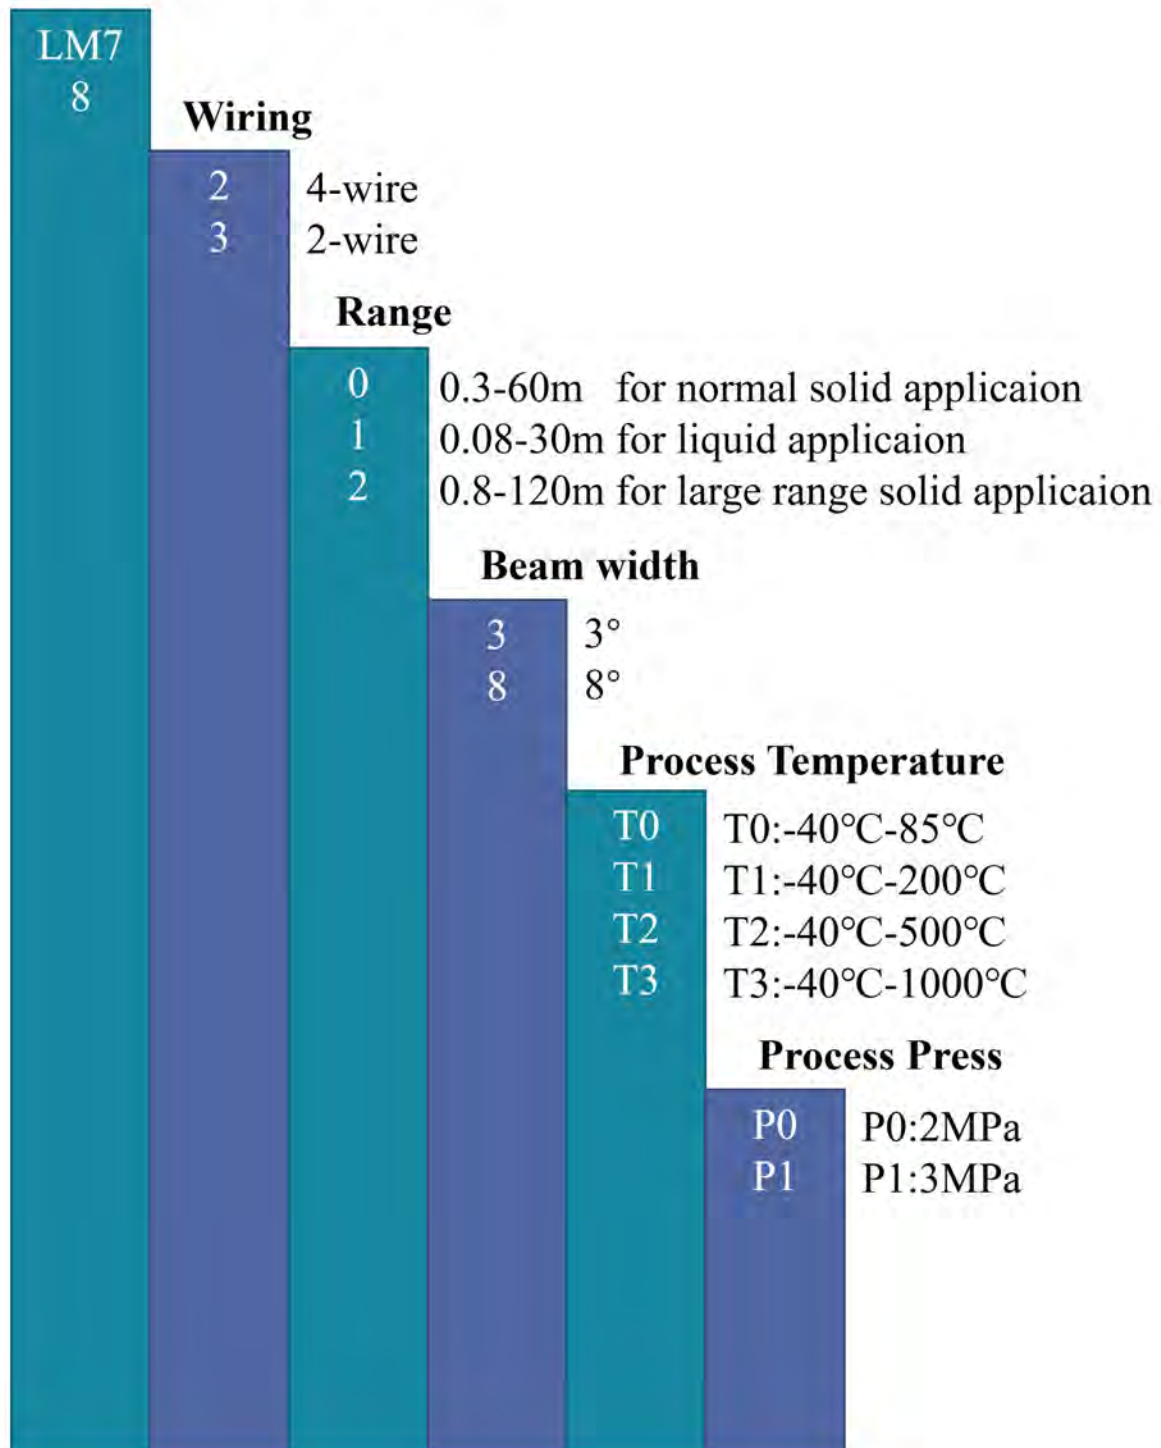 LM7
8
Wiring
2 4-wire
3 2-wire
Range
0 0.3-60m for normal solid applicaion
1 0.08-30m for liquid applicaion
2 0.8-120m for large range solid applicaion
Beam width
3 3°
8 8°
Process Temperature
T0 T0:-40℃-85℃
T1 T1:-40℃-200℃
T2 T2:-40℃-500℃
T3 T3:-40℃-1000℃
Process Press
P0 P0:2MPa
P1 P1:3MPa